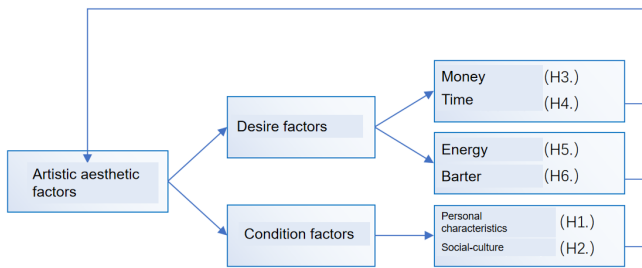 Money (H3.)
Time (H4.)
Desire factors
Energy (H5.)
Barter (H6.)
Artistic aesthetic
factors
Condition factors
Personal
characteristics (H1.)
Social-culture (H2.)